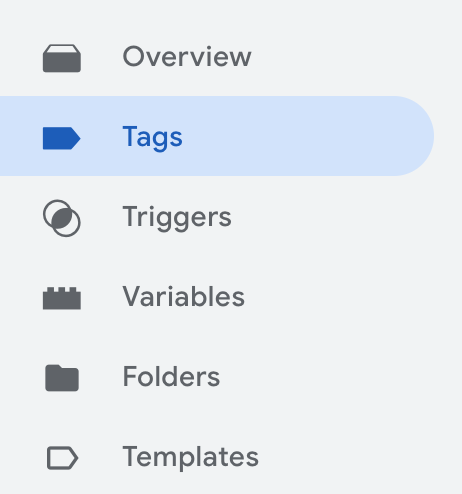 Overview
Tags
Triggers
Variables
Folders
Templates